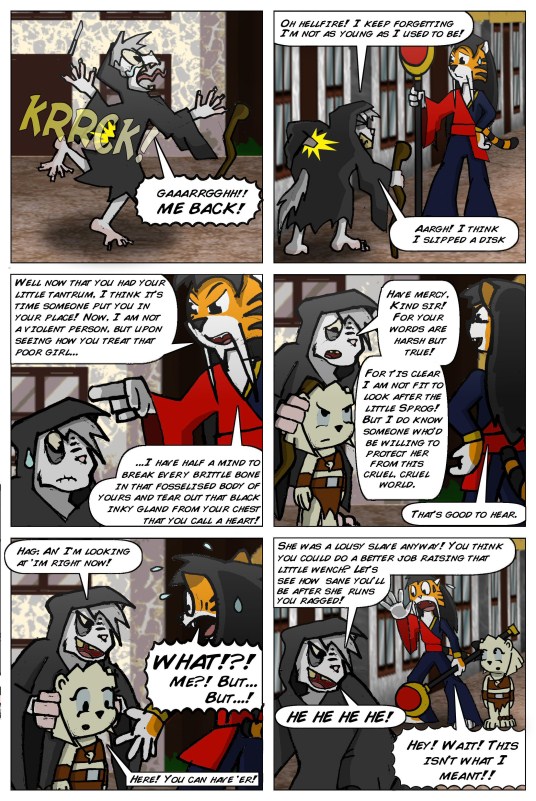 KRRCK!
GAAARRGGHH!!
ME BACK!
OH HELLFIRE! I KEEP FORGETTING
I'M NOT AS YOUNG AS I USED TO BE!
AARGH! I THINK
I SLIPPED A DISK
WELL NOW THAT YOU HAD YOUR
LITTLE TANTRUM, I THINK IT'S
TIME SOMEONE PUT YOU IN
YOUR PLACE! NOW, I AM NOT
A VIOLENT PERSON, BUT UPON
SEEING HOW YOU TREAT THAT
POOR GIRL...
...I HAVE HALF A MIND TO
BREAK EVERY BRITTLE BONE
IN THAT FOSSELISED BODY OF
YOURS AND TEAR OUT THAT BLACK
INKY GLAND FROM YOUR CHEST
THAT YOU CALL A HEART!
HAVE MERCY,
KIND SIR!
FOR YOUR
WORDS ARE
HARSH BUT
TRUE!
FOR 'TIS CLEAR
I AM NOT FIT TO
LOOK AFTER THE
LITTLE SPROG!
BUT I DO KNOW
SOMEONE WHO'D
BE WILLING TO
PROTECT HER
FROM THIS
CRUEL, CRUEL
WORLD.
THAT'S GOOD TO HEAR.
HAG: AN' I'M LOOKING
AT 'IM RIGHT NOW!
WHAT!?!
ME?! BUT...
BUT....!
HERE! YOU CAN HAVE 'ER!
SHE WAS A LOUSY SLAVE ANYWAY! YOU THINK
YOU COULD DO A BETTER JOB RAISING THAT
LITTLE WENCH? LET'S
SEE HOW SANE YOU'LL
BE AFTER SHE RUNS
YOU RAGGED!
HE HE HE HE!
HEY! WAIT! THIS
ISN'T WHAT I
MEANT!!